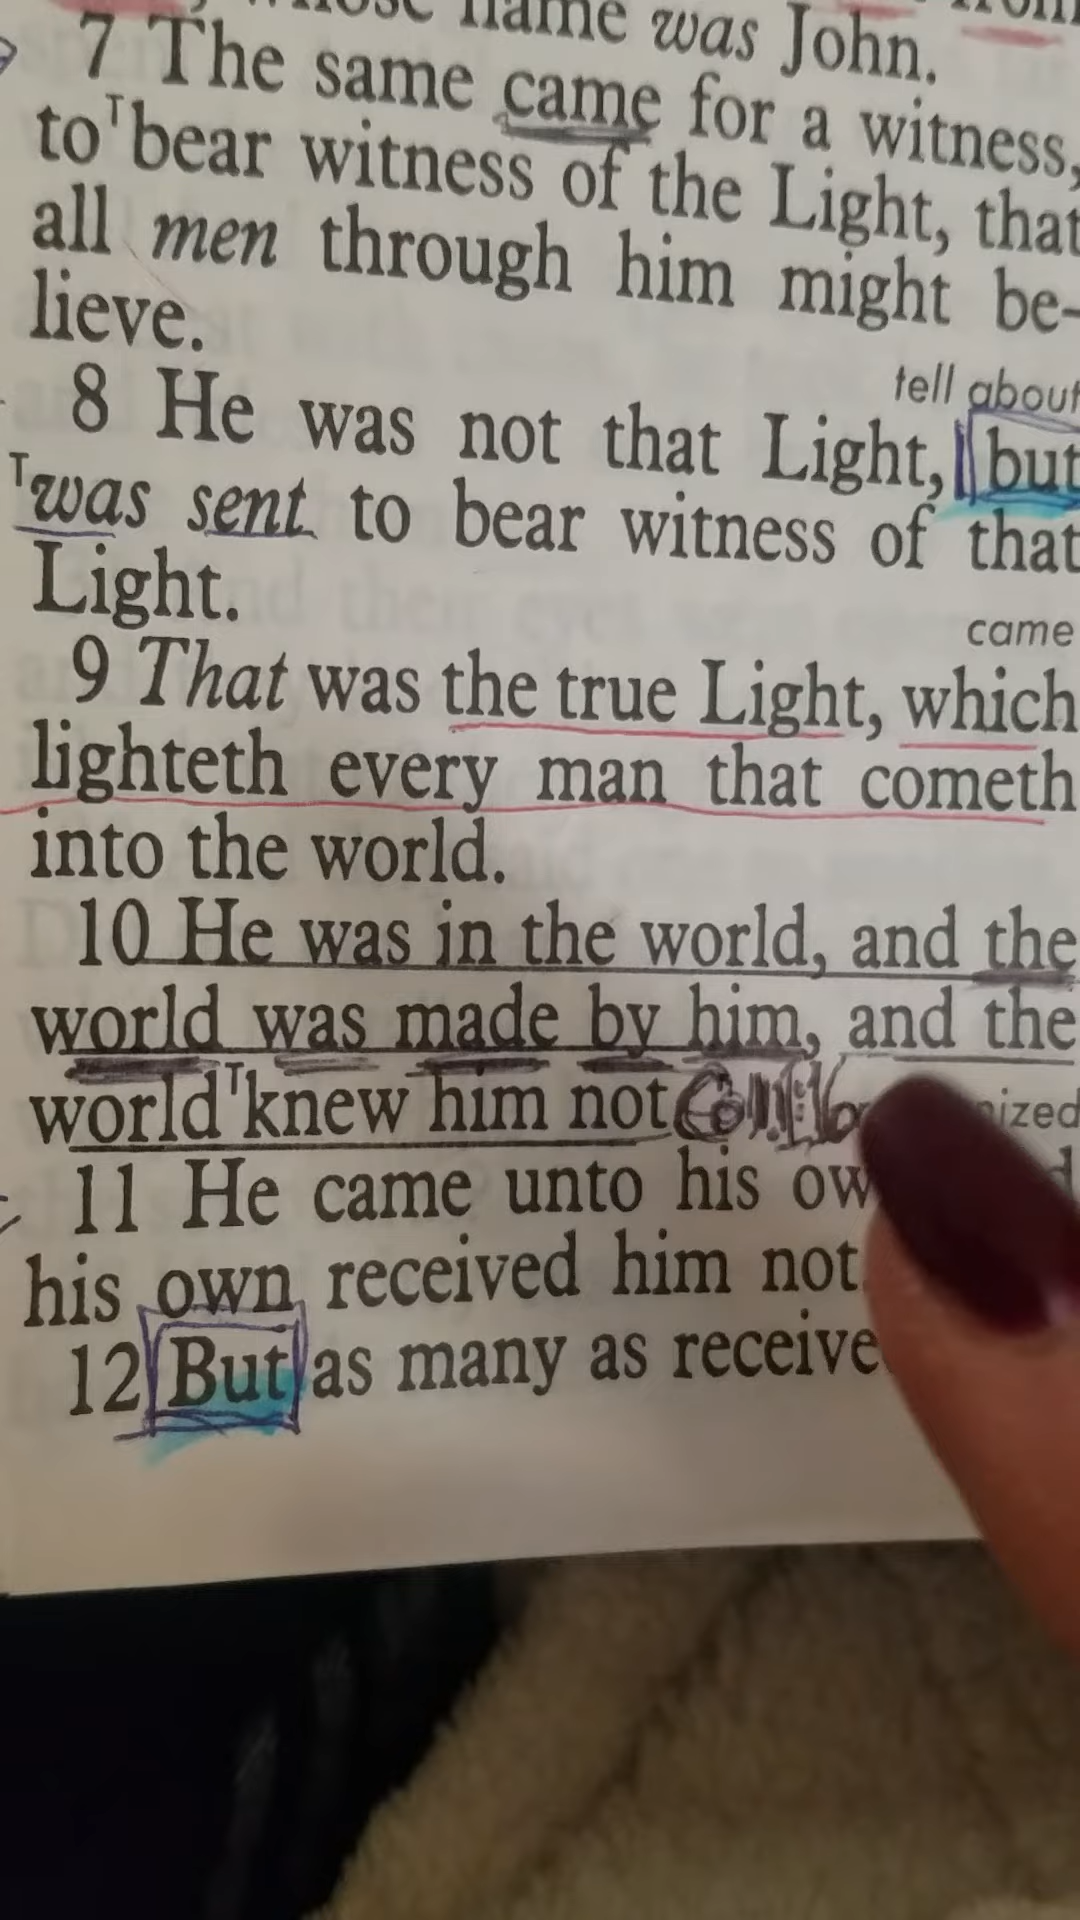 name was John.
7 The same came for a witness,
to bear witness of the Light, that
all men through him might be-
lieve.
tell about
8 He was not that Light, but
was sent to bear witness of that
Light.
came
9 That was the true Light, which
lighteth every man that cometh
into the world.
10 He was in the world, and the
world was made by him, and the
world knew him not
11 He came unto his
his own received him not
12 But as many as